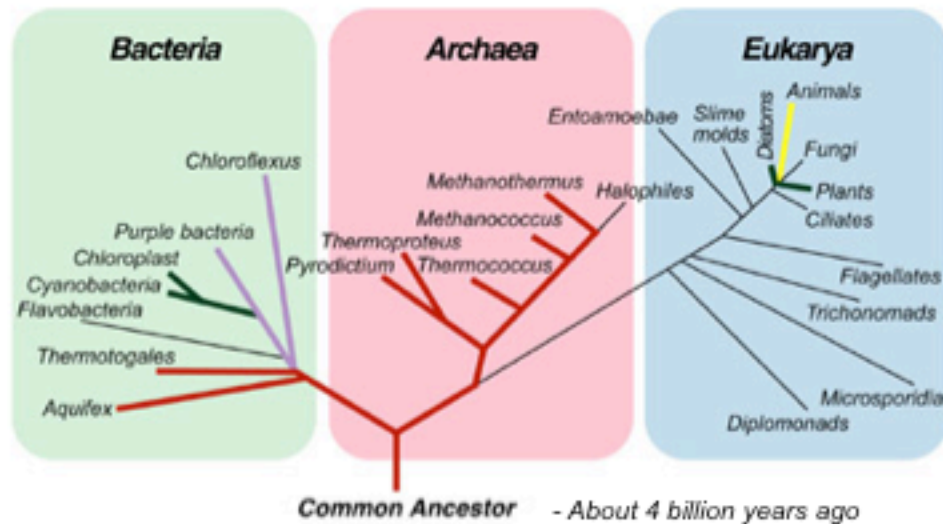 Bacteria
Archaea
Eukarya
Chloroflexus
Purple bacteria
Chloroplast
Cyanobacteria
Flavobacteria
Thermotogales
Aquifex
Methanothermus
Halophiles
Methanococcus
Thermoproteus
Pyrodictium
Thermococcus
Entoamoebae
Slime
molds
Diatoms
Animals
Fungi
Plants
Ciliates
Flagellates
Trichonomads
Microsporidia
Diplomonads
Common Ancestor - About 4 billion years ago